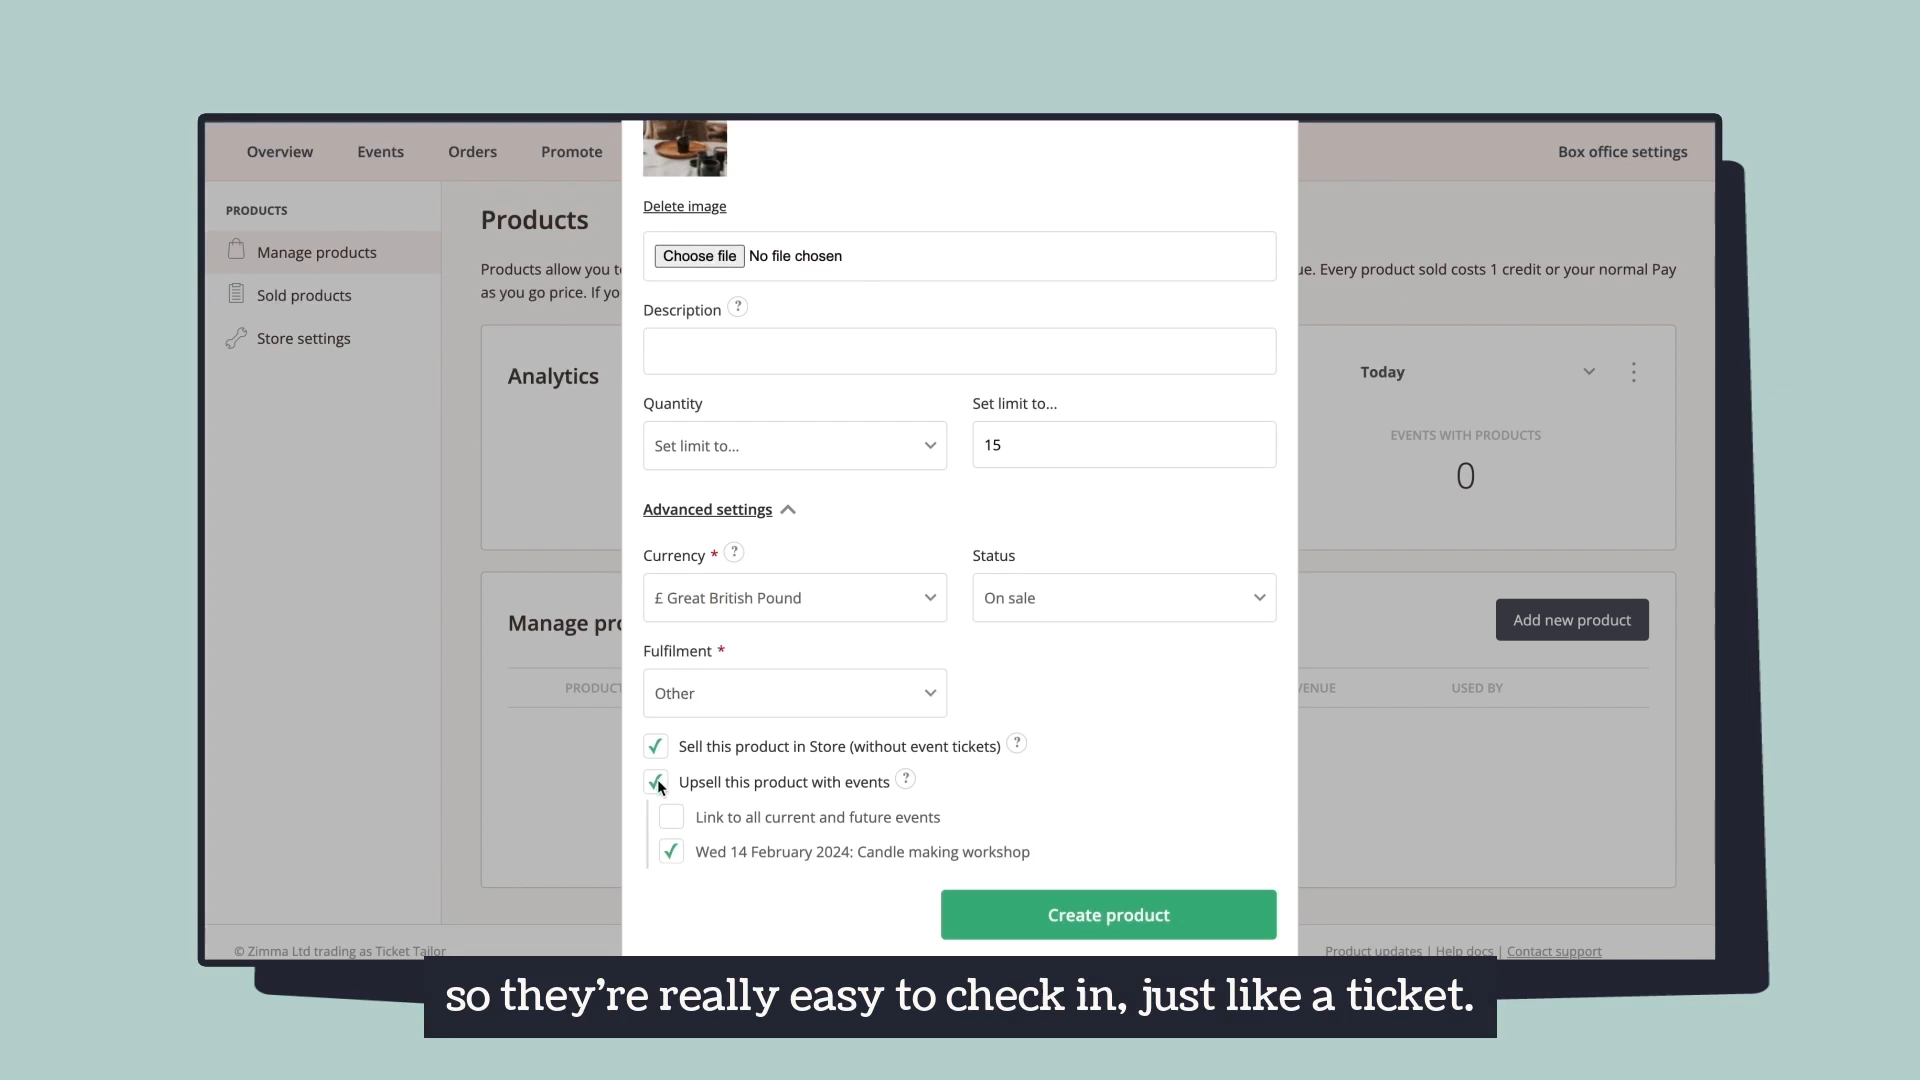 Overview Events Orders Promote Box office settings
PRODUCTS
Manage products
Sold products
Store settings
Products
Products allow you
Every product sold costs 1 credit or your normal Pay
as you go price. If
Analytics
Today
EVENTS WITH PRODUCTS
0
Manage
Add new product
USED BY
Delete image
Choose file No file chosen
Description ?
Quantity
Set limit to...
Set limit to...
15
Advanced settings
Currency * ?
£ Great British Pound
Status
On sale
Fulfilment *
Other
Sell this product in Store (without event tickets) ?
Upsell this product with events ?
Link to all current and future events
Wed 14 February 2024: Candle making workshop
Create product
© Zimma Ltd trading as Ticket Tailor
Product updates | Help docs | Contact support
so they're really easy to check in, just like a ticket.